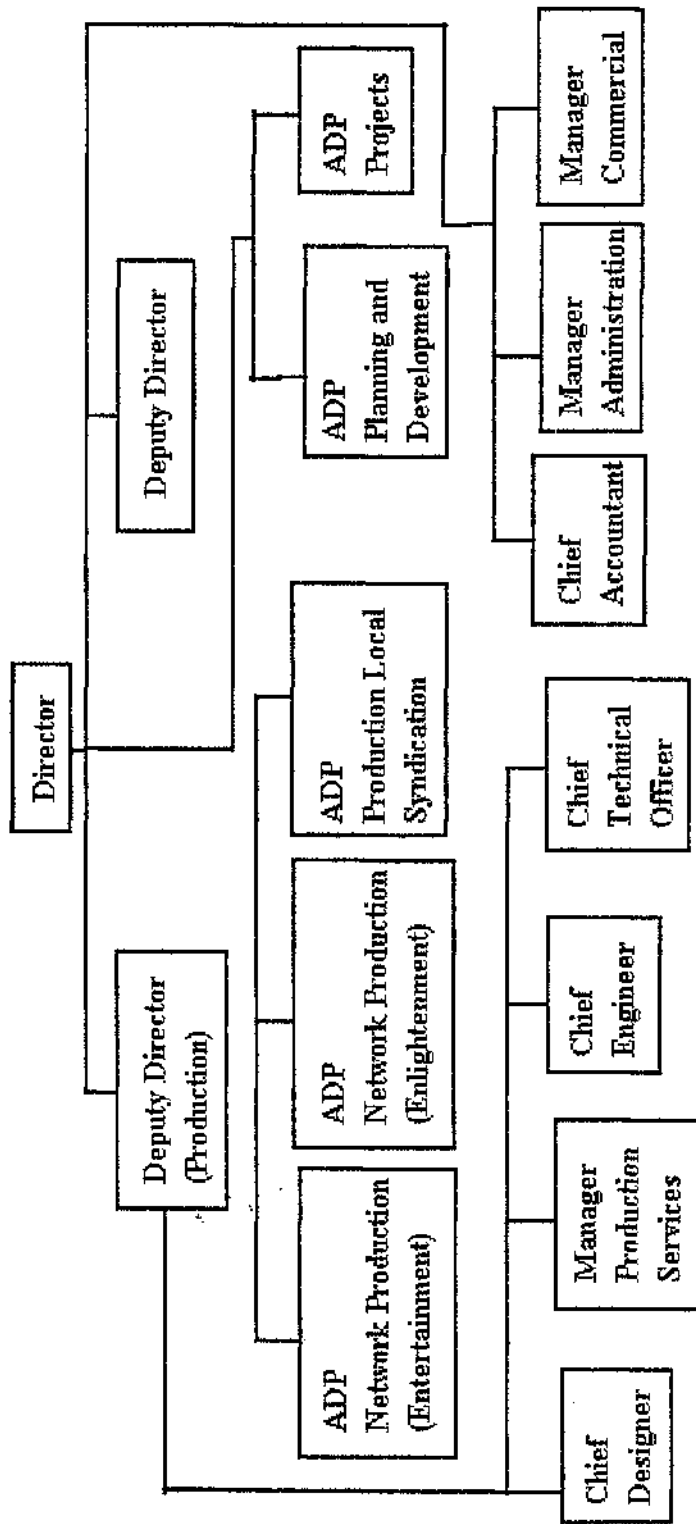 Director
Deputy Director
(Production)
Deputy Director
ADP
Network Production
(Entertainment)
ADP
Network Production
(Enlightenment)
ADP
Production Local
Syndication
ADP
Planning and
Development
ADP
Projects
Chief
Designer
Manager
Production
Services
Chief
Engineer
Chief
Technical
Officer
Chief
Accountant
Manager
Administration
Manager
Commercial